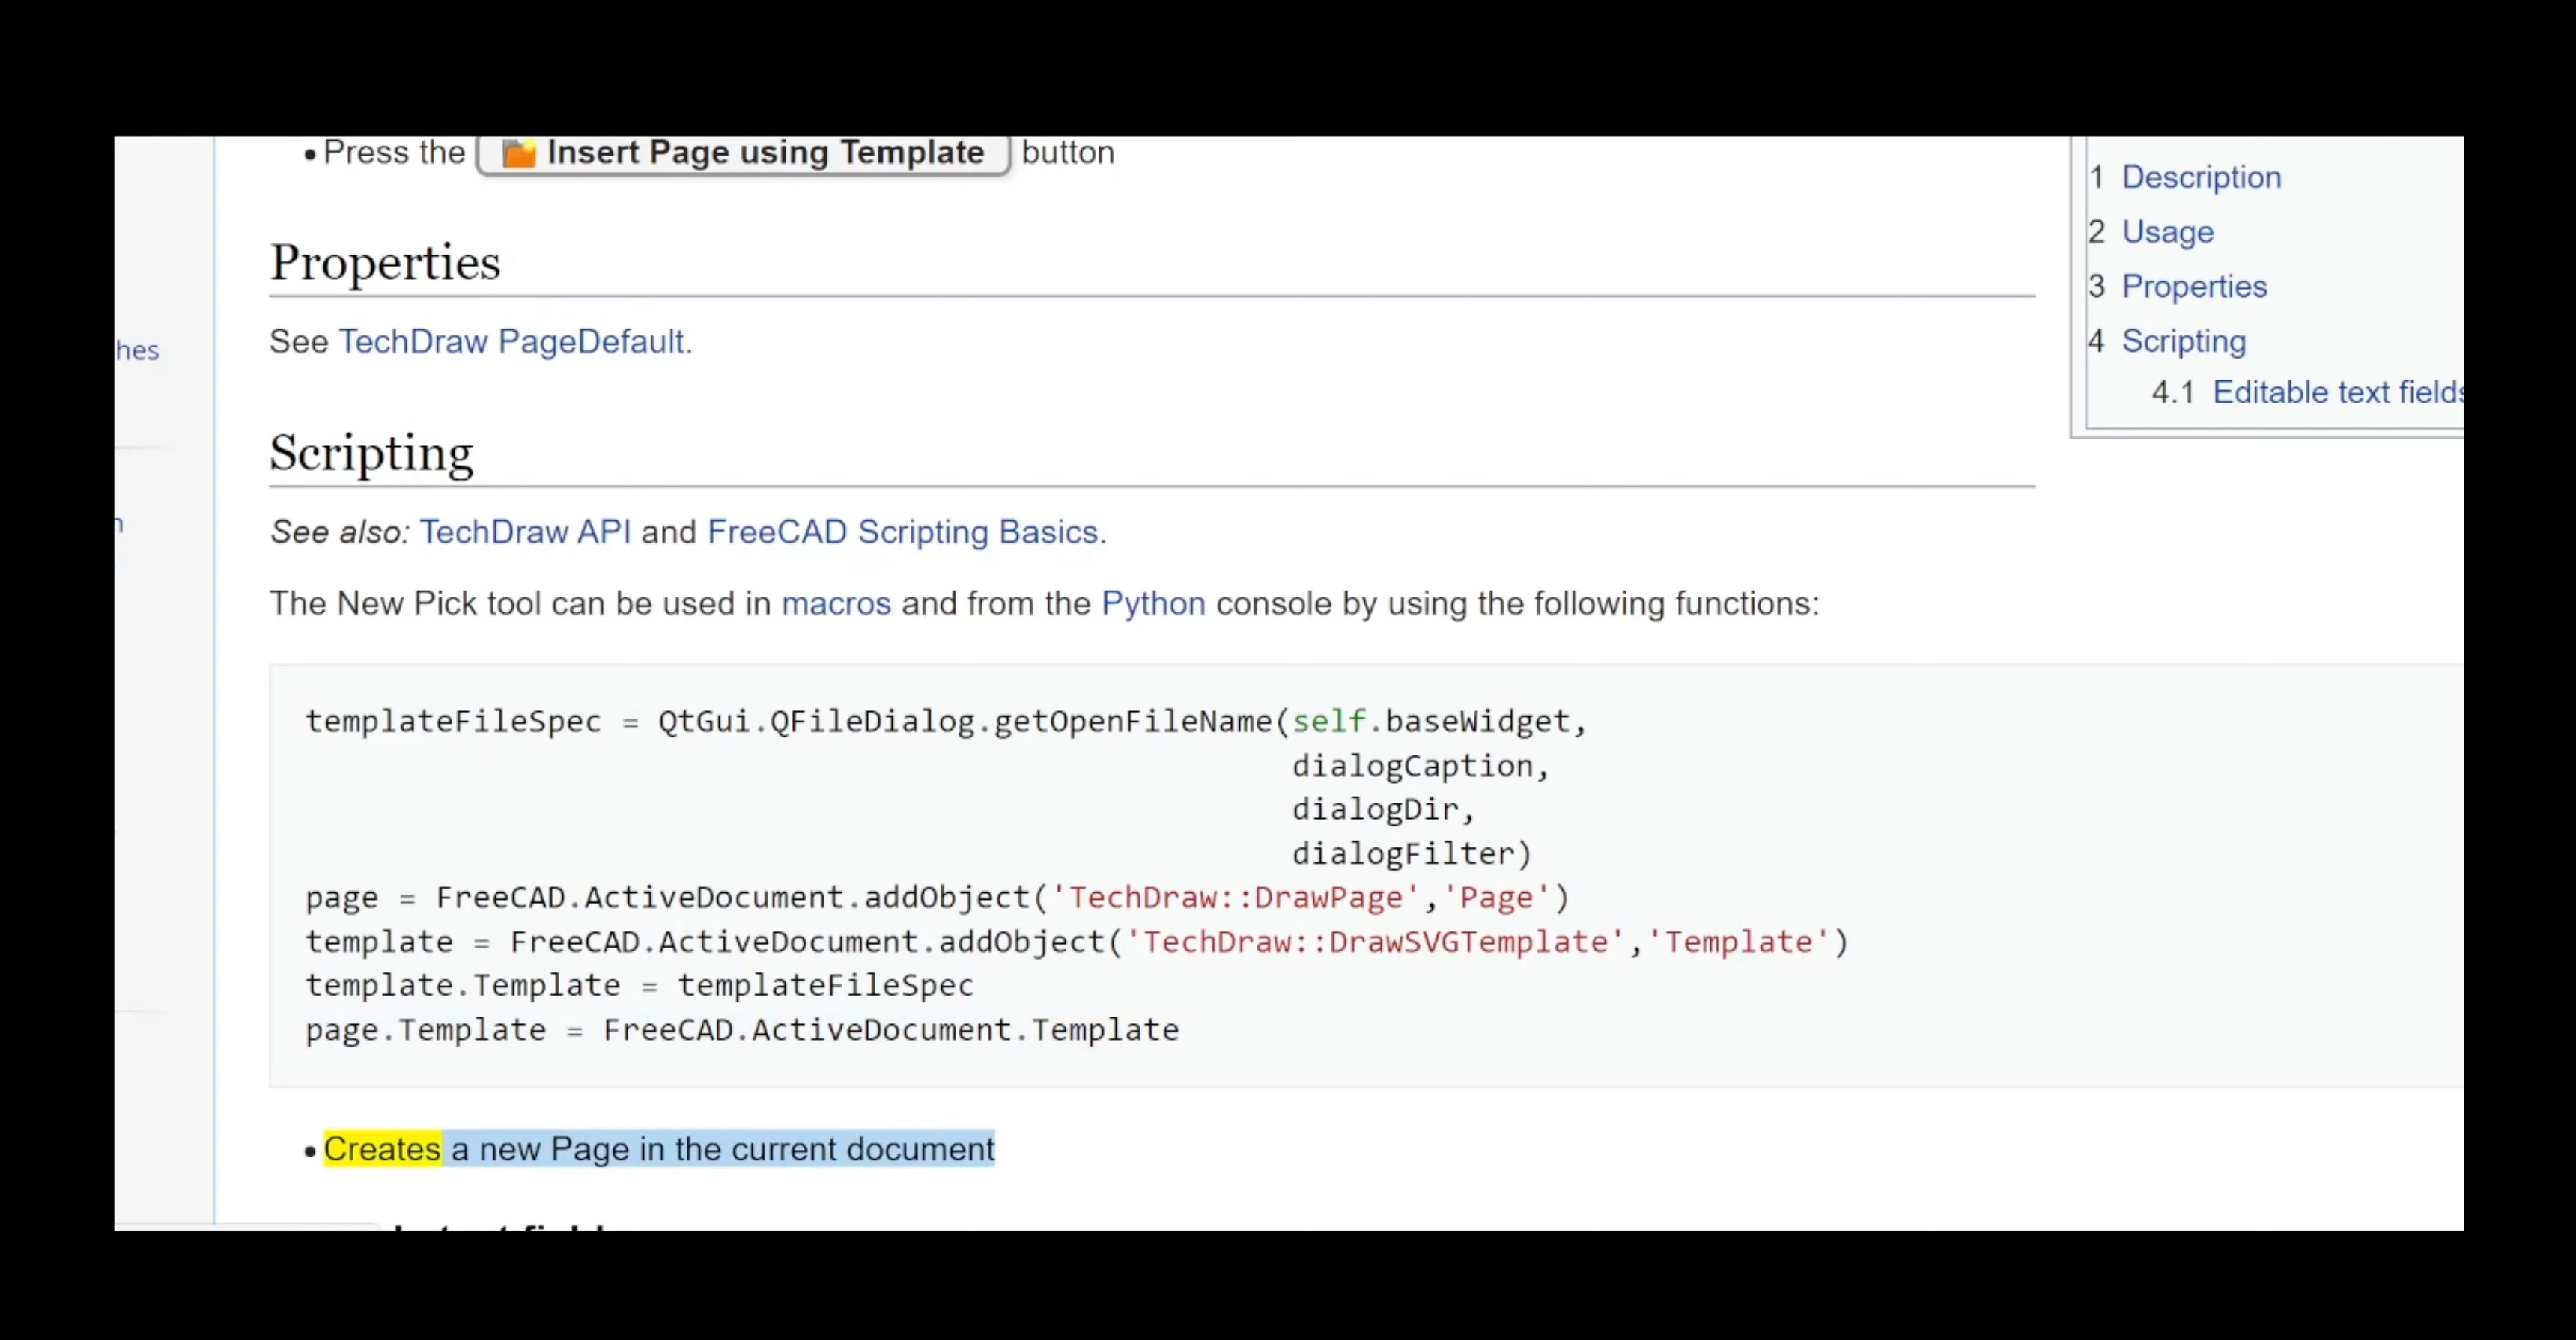 • Press the Insert Page using Template button
Properties
See TechDraw PageDefault.
Scripting
See also: TechDraw API and FreeCAD Scripting Basics.
The New Pick tool can be used in macros and from the Python console by using the following functions:
templateFileSpec = QtGui.QFileDialog.getOpenFileName(self.baseWidget,
dialogCaption,
dialogDir,
dialogFilter)
page = FreeCAD.ActiveDocument.addObject('TechDraw::DrawPage','Page')
template = FreeCAD.ActiveDocument.addObject('TechDraw::DrawSVGTemplate','Template')
template.Template = templateFileSpec
page.Template = FreeCAD.ActiveDocument.Template
• Creates a new Page in the current document
1 Description
2 Usage
3 Properties
4 Scripting
4.1 Editable text fields
hes